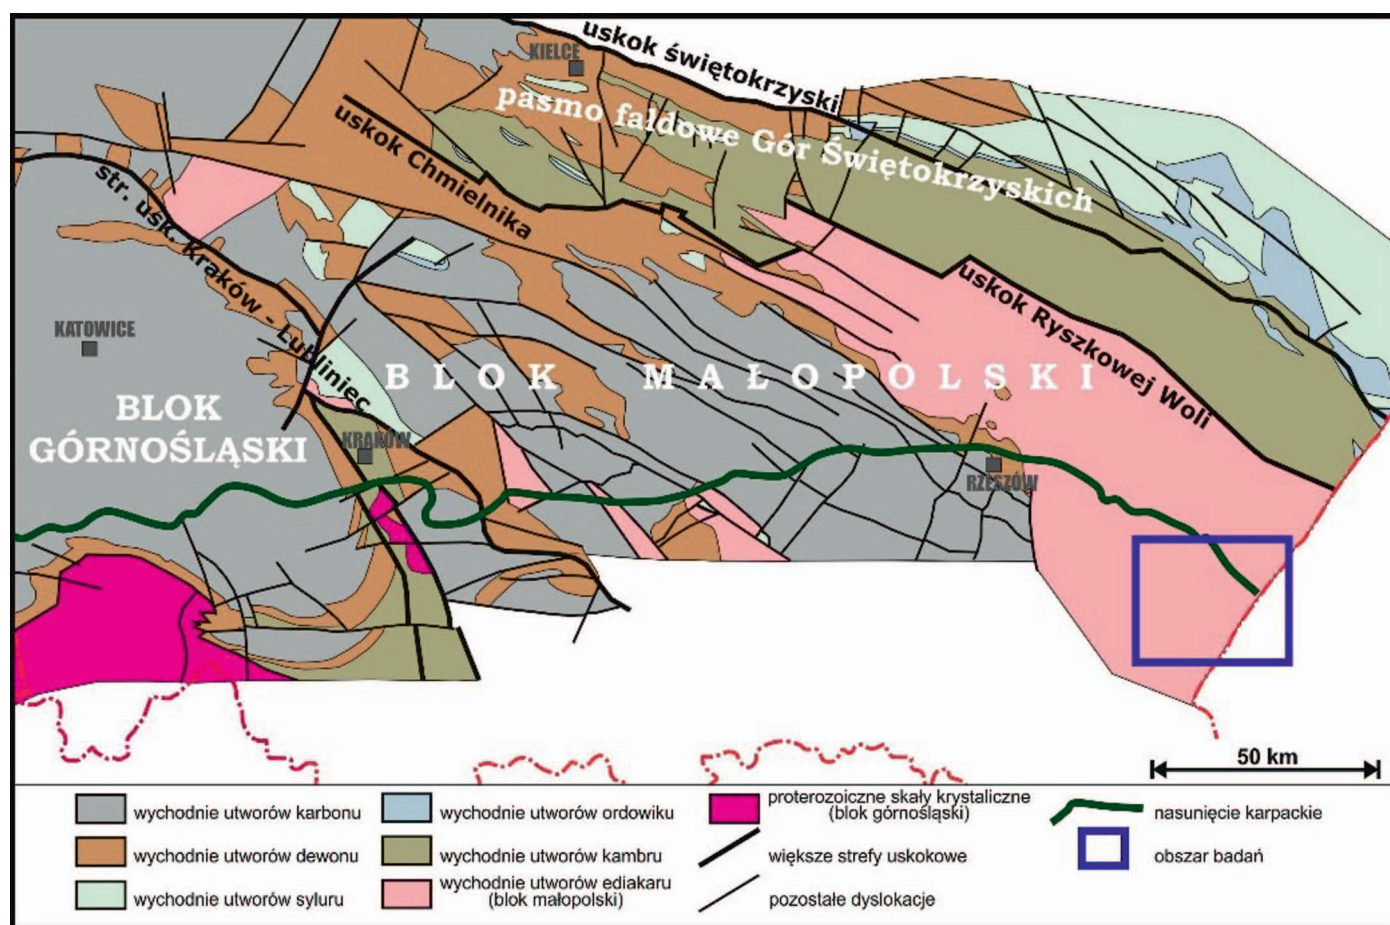 KIELCE
uskok świętokrzyski
pasmo fałdowe Gór Świętokrzyskich
uskok Chmielnika
str. usk. Kraków - Lubliniec
uskok Ryszkowej Woli
KATOWICE
BLOK MAŁOPOLSKI
BLOK
GÓRNOŚLĄSKI
KRAKÓW
RZESZÓW
50 km
wychodnie utworów karbonu
wychodnie utworów dewonu
wychodnie utworów syluru
wychodnie utworów ordowiku
wychodnie utworów kambru
wychodnie utworów ediakaru
(blok małopolski)
proterozoiczne skały krystaliczne
(blok górnośląski)
większe strefy uskokowe
pozostałe dyslokacje
nasunięcie karpackie
obszar badań